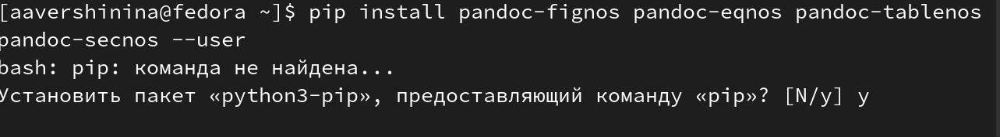 [aavershinina@fedora ~]$ pip install pandoc-fignos pandoc-eqnos pandoc-tablenos
pandoc-secnos --user
bash: pip: команда не найдена...
Установить пакет «python3-pip», предоставляющий команду «pip»? [N/y] y